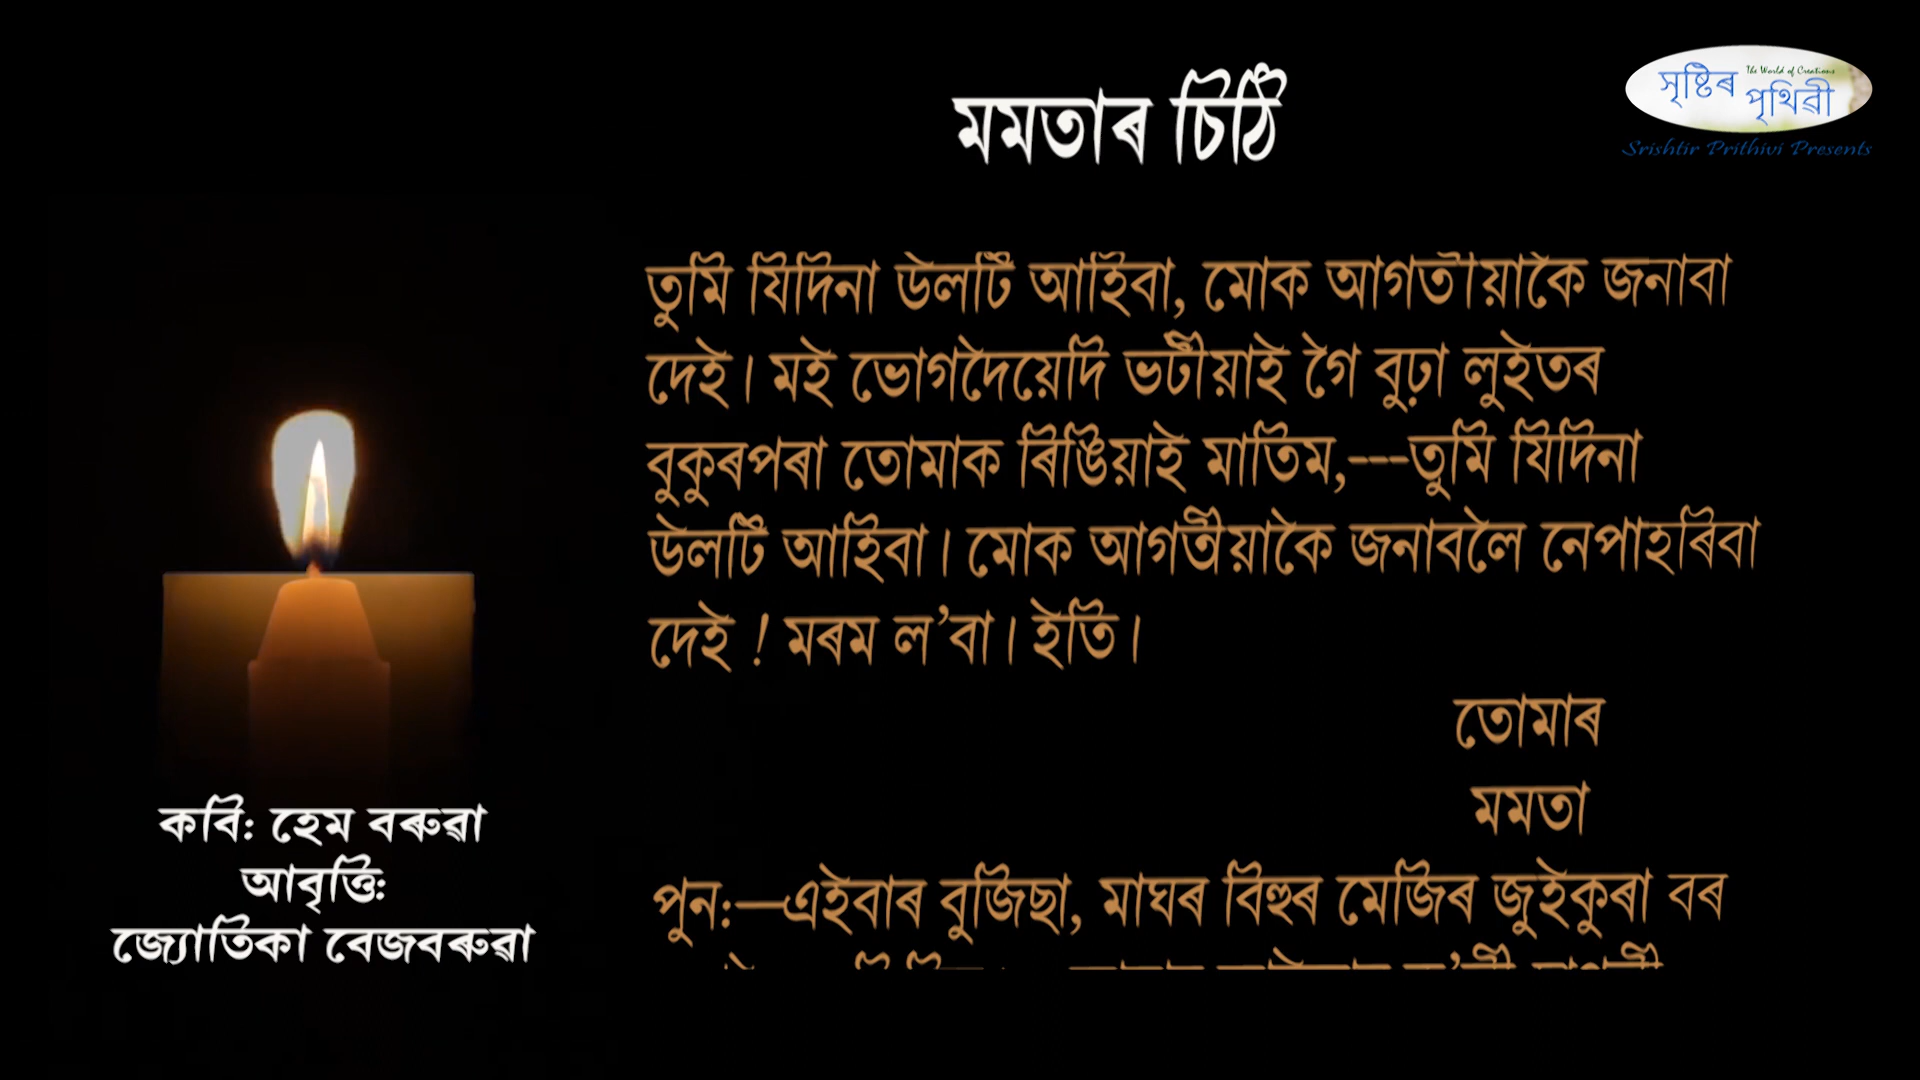 মমতাৰ চিঠি
সৃষ্টিৰ পৃথিৱী
The World of Creations
Srishtir Prithivi Presents
তুমি যিদিনা উলটি আহিবা, মোক আগতীয়াকৈ জনাবা
দেই। মই ভোগদৈয়েদি ভটীয়াই গৈ বুঢ়া লুইতৰ
বুকুৰপৰা তোমাক ৰিঙিয়াই মাতিম,---তুমি যিদিনা
উলটি আহিবা। মোক আগতীয়াকৈ জনাবলৈ নেপাহৰিবা
দেই ! মৰম ল’বা। ইতি।
তোমাৰ
মমতা
পুন:—এইবাৰ বুজিছা, মাঘৰ বিহুৰ মেজিৰ জুইকুৰা বৰ
কবি: হেম বৰুৱা
আবৃত্তি:
জ্যোতিকা বেজবৰুৱা